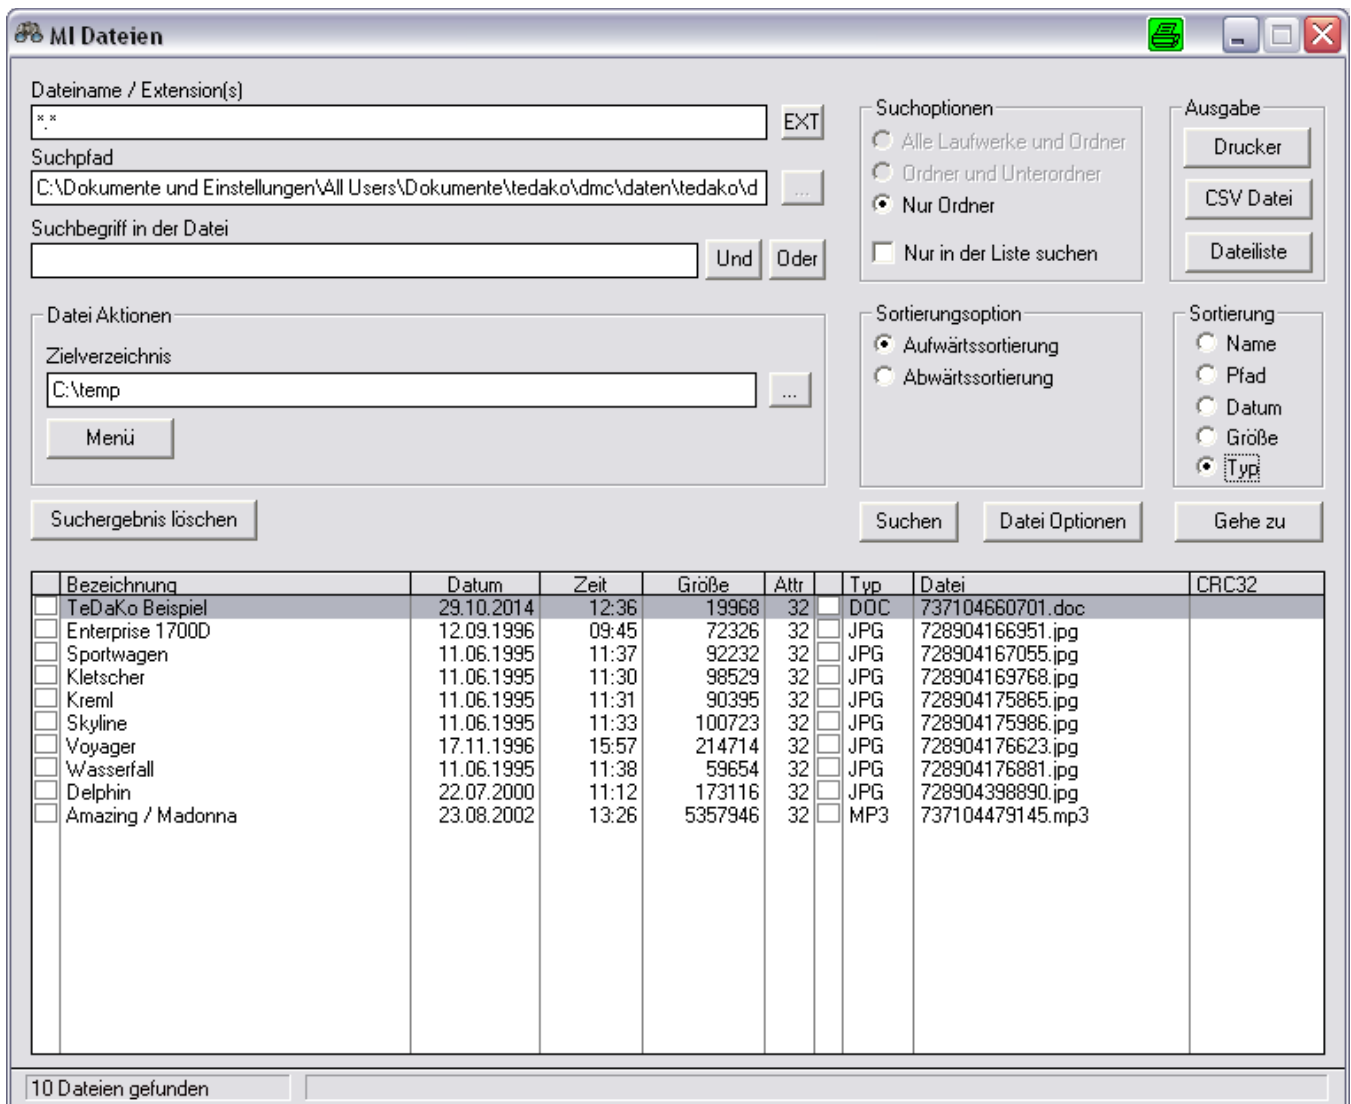 MI Dateien
Dateiname / Extension(s)
*.*
EXT
Suchpfad
C:\Dokumente und Einstellungen\All Users\Dokumente\tedako\dmc\daten\tedako\d
...
Suchbegriff in der Datei
Und
Oder
Suchoptionen
Alle Laufwerke und Ordner
Ordner und Unterordner
Nur Ordner
Nur in der Liste suchen
Ausgabe
Drucker
CSV Datei
Dateiliste
Datei Aktionen
Zielverzeichnis
C:\temp
...
Menü
Sortierungsoption
Aufwärtssortierung
Abwärtssortierung
Sortierung
Name
Pfad
Datum
Größe
Typ
Suchergebnis löschen
Suchen
Datei Optionen
Gehe zu
Bezeichnung Datum Zeit Größe Attr Typ Datei CRC32
TeDaKo Beispiel 29.10.2014 12:36 19968 32 DOC 737104660701.doc
Enterprise 1700D 12.09.1996 09:45 72326 32 JPG 728904166951.jpg
Sportwagen 11.06.1995 11:37 92232 32 JPG 728904167055.jpg
Kletscher 11.06.1995 11:30 98529 32 JPG 728904169768.jpg
Kreml 11.06.1995 11:31 90395 32 JPG 728904175865.jpg
Skyline 11.06.1995 11:33 100723 32 JPG 728904175986.jpg
Voyager 17.11.1996 15:57 214714 32 JPG 728904176623.jpg
Wasserfall 11.06.1995 11:38 59654 32 JPG 728904176881.jpg
Delphin 22.07.2000 11:12 173116 32 JPG 728904398890.jpg
Amazing / Madonna 23.08.2002 13:26 5357946 32 MP3 737104479145.mp3
10 Dateien gefunden